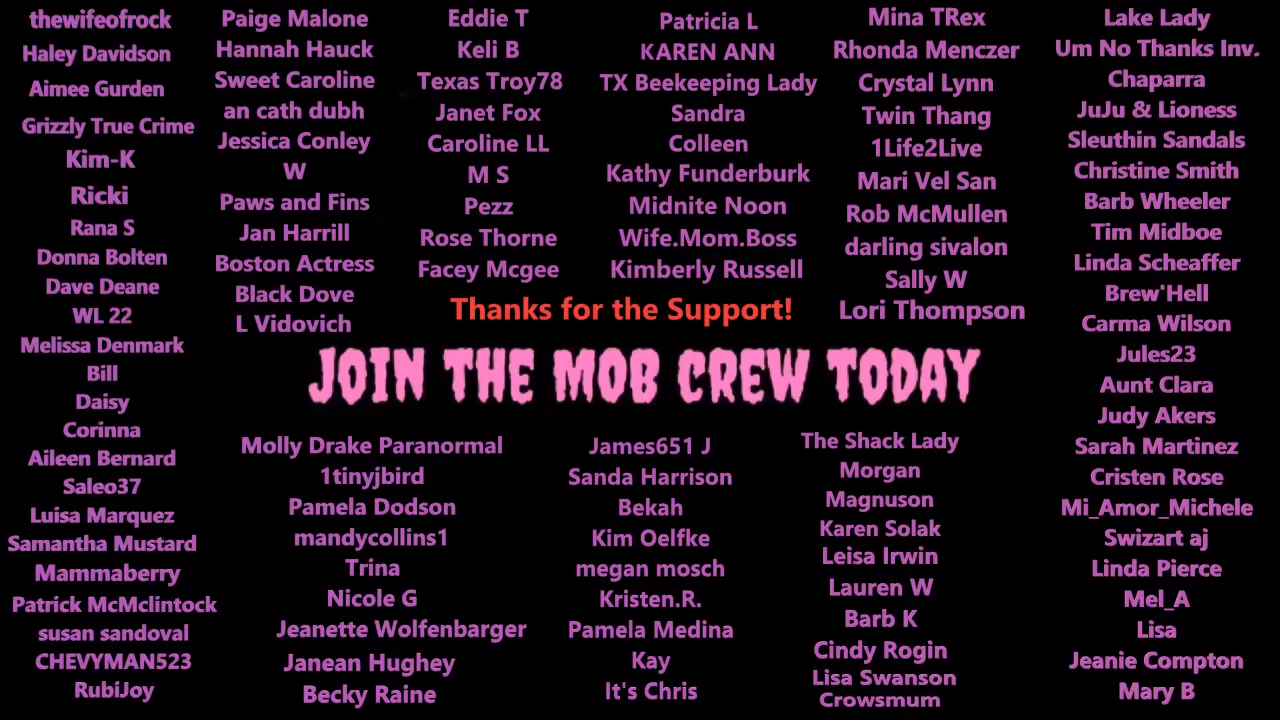 thewifeofrock
Haley Davidson
Aimee Gurden
Grizzly True Crime
Kim-K
Ricki
Rana S
Donna Bolten
Dave Deane
WL 22
Melissa Denmark
Bill
Daisy
Corinna
Aileen Bernard
Saleo37
Luisa Marquez
Samantha Mustard
Mammaberry
Patrick McMclintock
susan sandoval
CHEVYMAN523
RubiJoy
Paige Malone
Hannah Hauck
Sweet Caroline
an cath dubh
Jessica Conley
W
Paws and Fins
Jan Harrill
Boston Actress
Black Dove
L Vidovich
Eddie T
Keli B
Texas Troy78
Janet Fox
Caroline LL
M S
Pezz
Rose Thorne
Facey Mcgee
Patricia L
KAREN ANN
TX Beekeeping Lady
Sandra
Colleen
Kathy Funderburk
Midnite Noon
Wife.Mom.Boss
Kimberly Russell
Mina TRex
Rhonda Menczer
Crystal Lynn
Twin Thang
1Life2Live
Mari Vel San
Rob McMullen
darling sivalon
Sally W
Lori Thompson
Thanks for the Support!
JOIN THE MOB CREW TODAY
Molly Drake Paranormal
1tinyjbird
Pamela Dodson
mandycollins1
Trina
Nicole G
Jeanette Wolfenbarger
Janean Hughey
Becky Raine
James651 J
Sanda Harrison
Bekah
Kim Oelfke
megan mosch
Kristen.R.
Pamela Medina
Kay
It's Chris
The Shack Lady
Morgan
Magnuson
Karen Solak
Leisa Irwin
Lauren W
Barb K
Cindy Rogin
Lisa Swanson
Crowsmum
Lake Lady
Um No Thanks Inv.
Chaparra
JuJu & Lioness
Sleuthin Sandals
Christine Smith
Barb Wheeler
Tim Midboe
Linda Scheaffer
Brew'Hell
Carma Wilson
Jules23
Aunt Clara
Judy Akers
Sarah Martinez
Cristen Rose
Mi_Amor_Michele
Swizart aj
Linda Pierce
Mel_A
Lisa
Jeanie Compton
Mary B